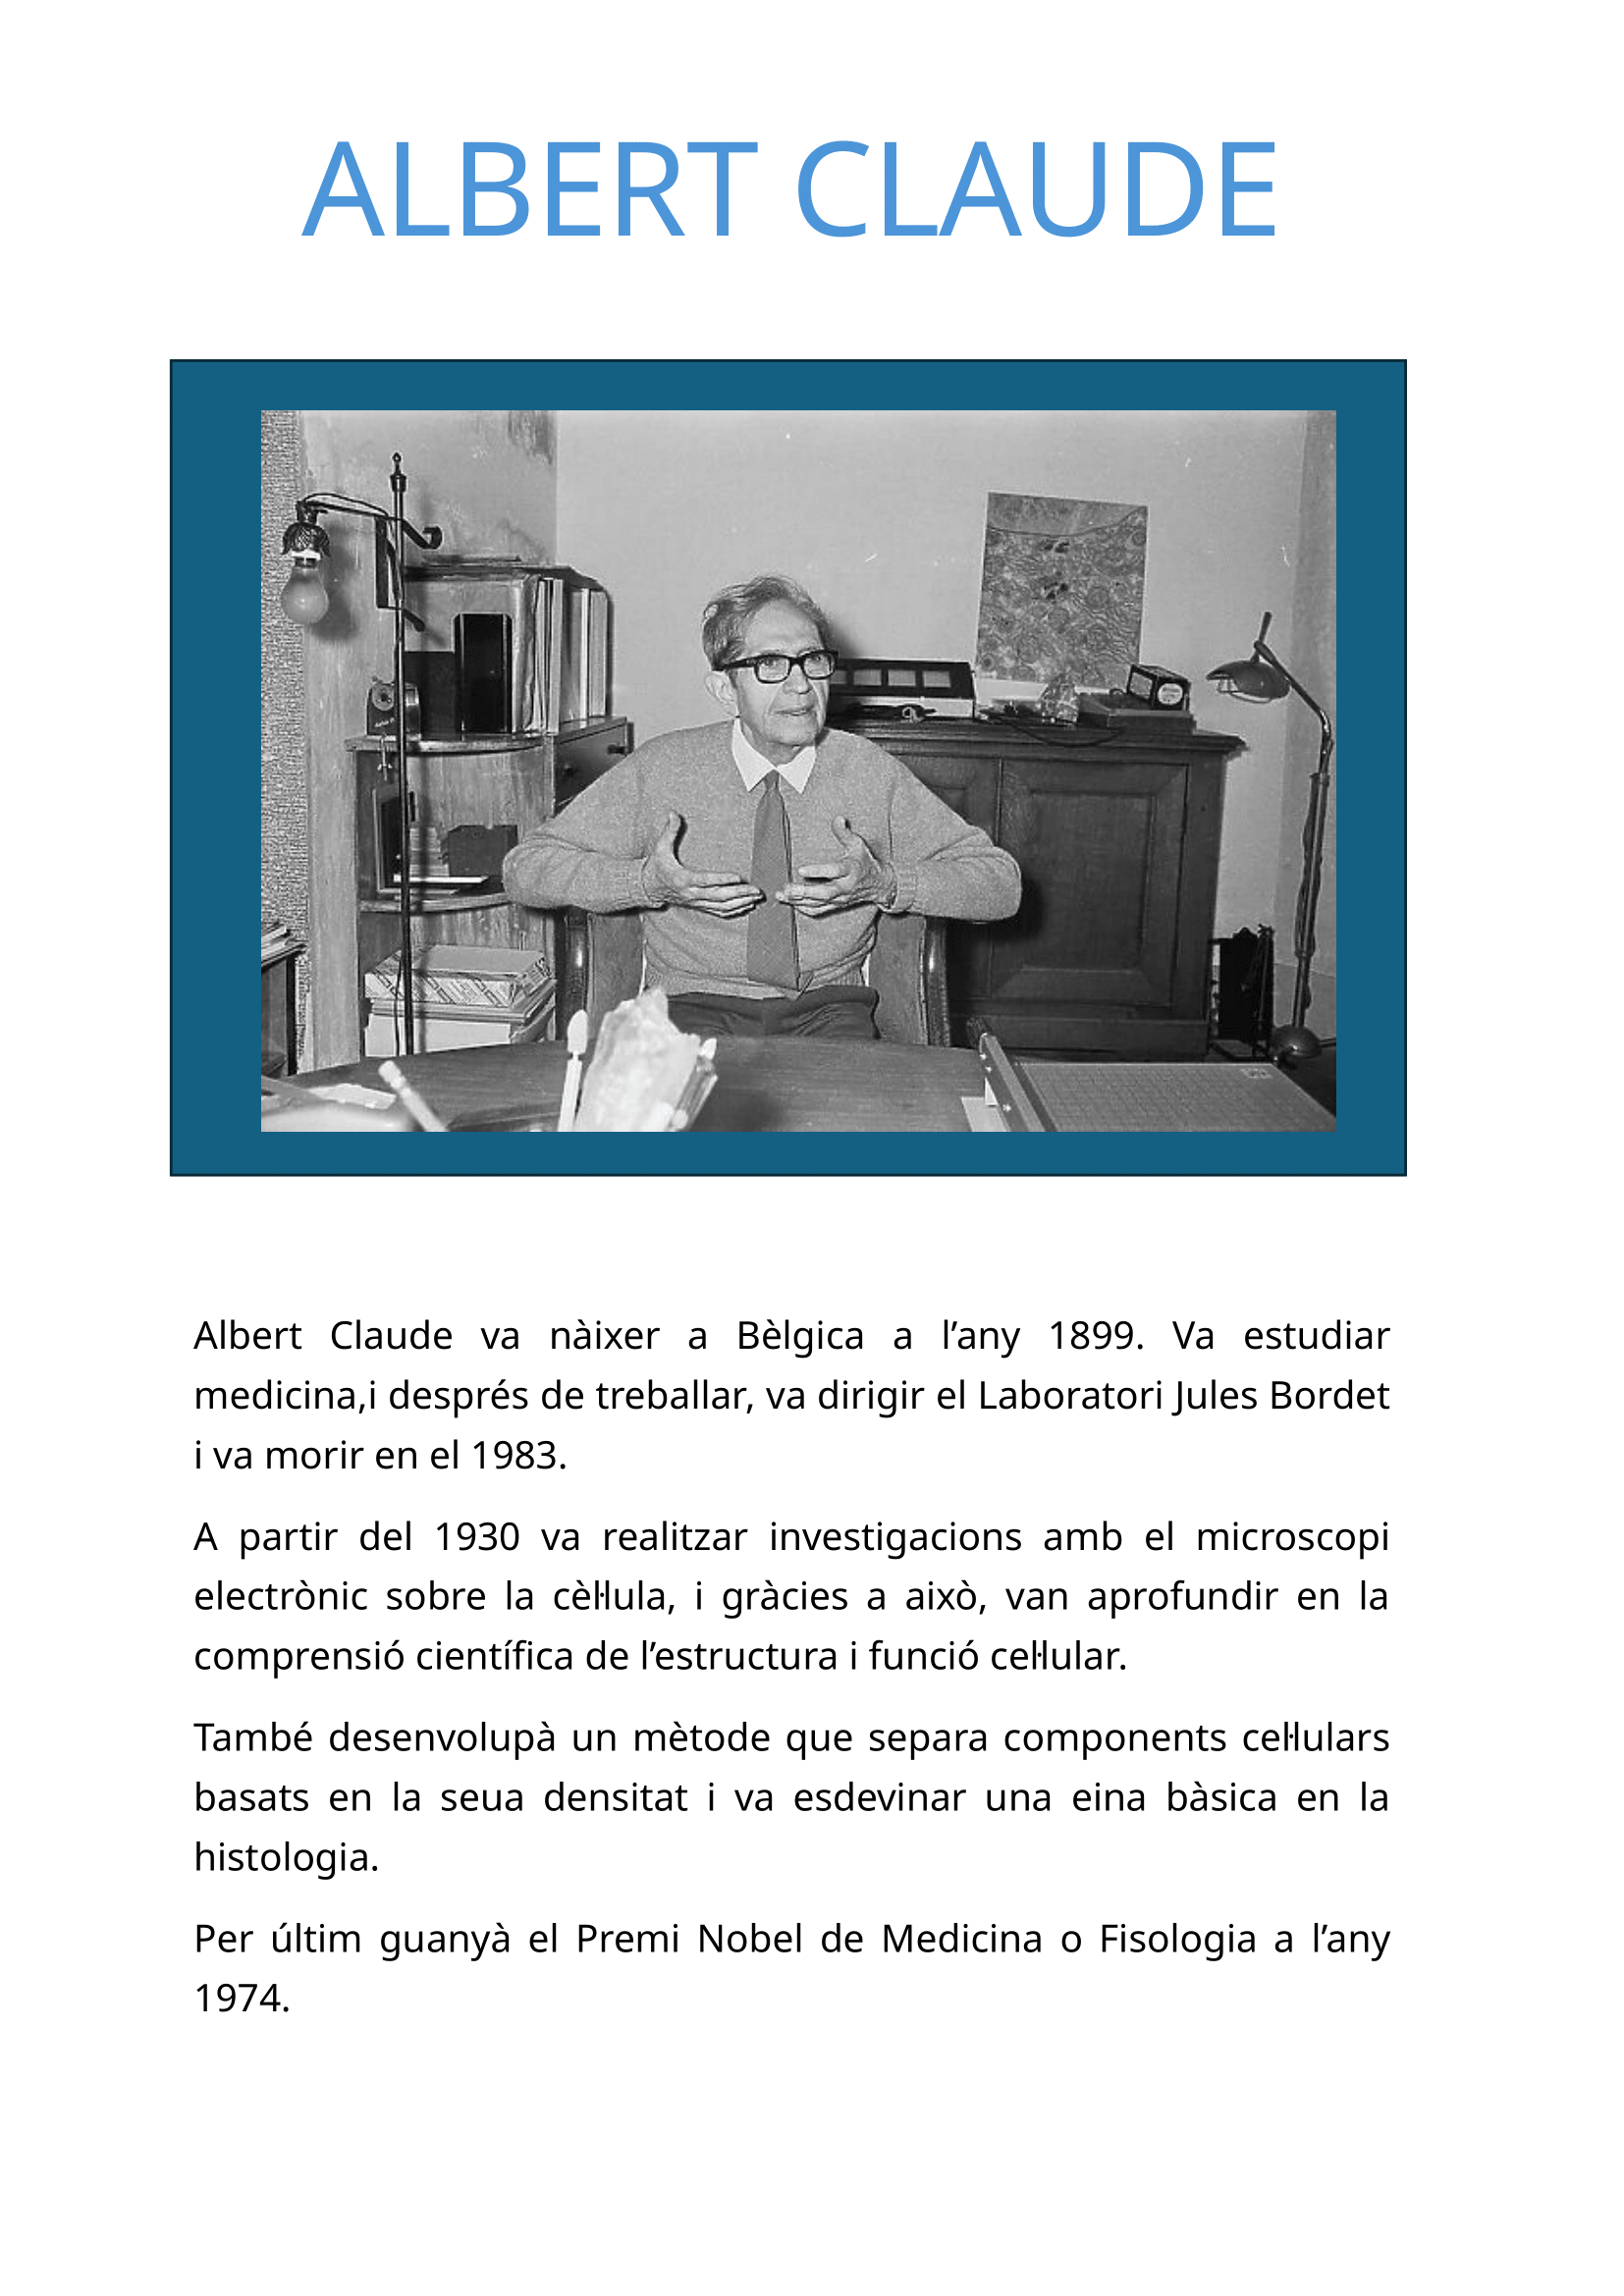 ALBERT CLAUDE
Albert Claude va nàixer a Bèlgica a l’any 1899. Va estudiar
medicina,i després de treballar, va dirigir el Laboratori Jules Bordet
i va morir en el 1983.
A partir del 1930 va realitzar investigacions amb el microscopi
electrònic sobre la cèl·lula, i gràcies a això, van aprofundir en la
comprensió científica de l’estructura i funció cel·lular.
També desenvolupà un mètode que separa components cel·lulars
basats en la seua densitat i va esdevinar una eina bàsica en la
histologia.
Per últim guanyà el Premi Nobel de Medicina o Fisologia a l’any
1974.